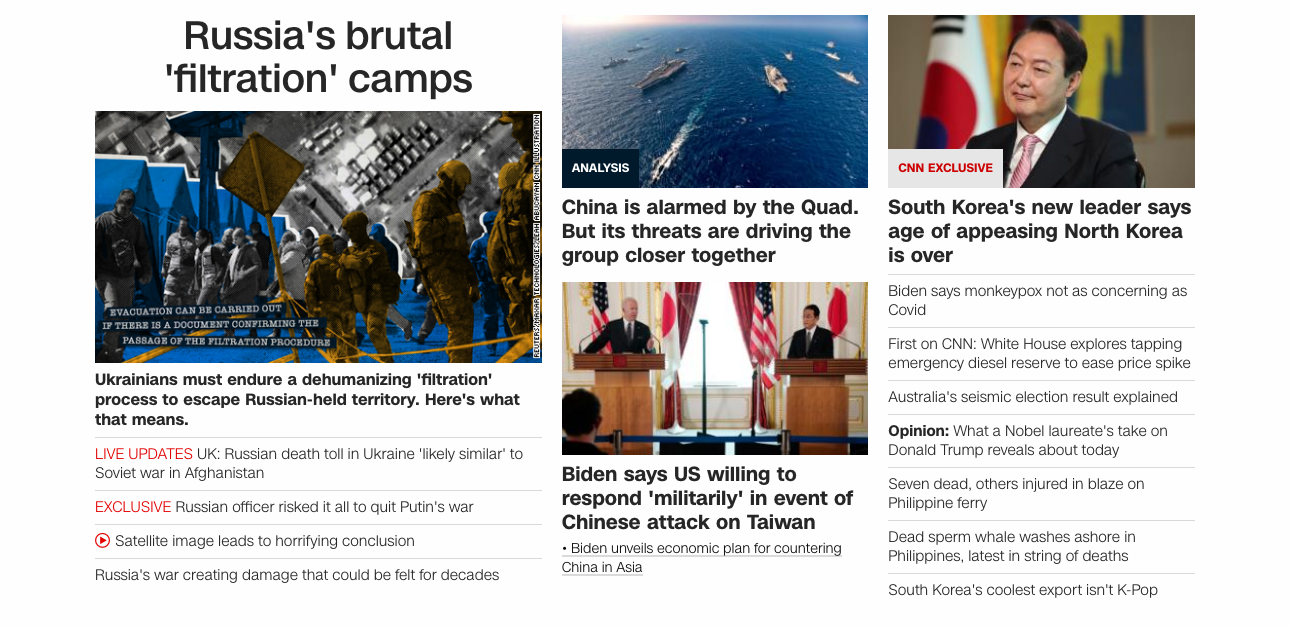 Russia's brutal
'filtration' camps
REUTERS/MAXAR TECHNOLOGIES/LEAH ABUCAYAN/CNN ILLUSTRATION
EVACUATION CAN BE CARRIED OUT
IF THERE IS A DOCUMENT CONFIRMING THE
PASSAGE OF THE FILTRATION PROCEDURE
Ukrainians must endure a dehumanizing 'filtration'
process to escape Russian-held territory. Here's what
that means.
LIVE UPDATES UK: Russian death toll in Ukraine 'likely similar' to
Soviet war in Afghanistan
EXCLUSIVE Russian officer risked it all to quit Putin's war
Satellite image leads to horrifying conclusion
Russia's war creating damage that could be felt for decades
ANALYSIS
China is alarmed by the Quad.
But its threats are driving the
group closer together
Biden says US willing to
respond 'militarily' in event of
Chinese attack on Taiwan
• Biden unveils economic plan for countering
China in Asia
CNN EXCLUSIVE
South Korea's new leader says
age of appeasing North Korea
is over
Biden says monkeypox not as concerning as
Covid
First on CNN: White House explores tapping
emergency diesel reserve to ease price spike
Australia's seismic election result explained
Opinion: What a Nobel laureate's take on
Donald Trump reveals about today
Seven dead, others injured in blaze on
Philippine ferry
Dead sperm whale washes ashore in
Philippines, latest in string of deaths
South Korea's coolest export isn't K-Pop